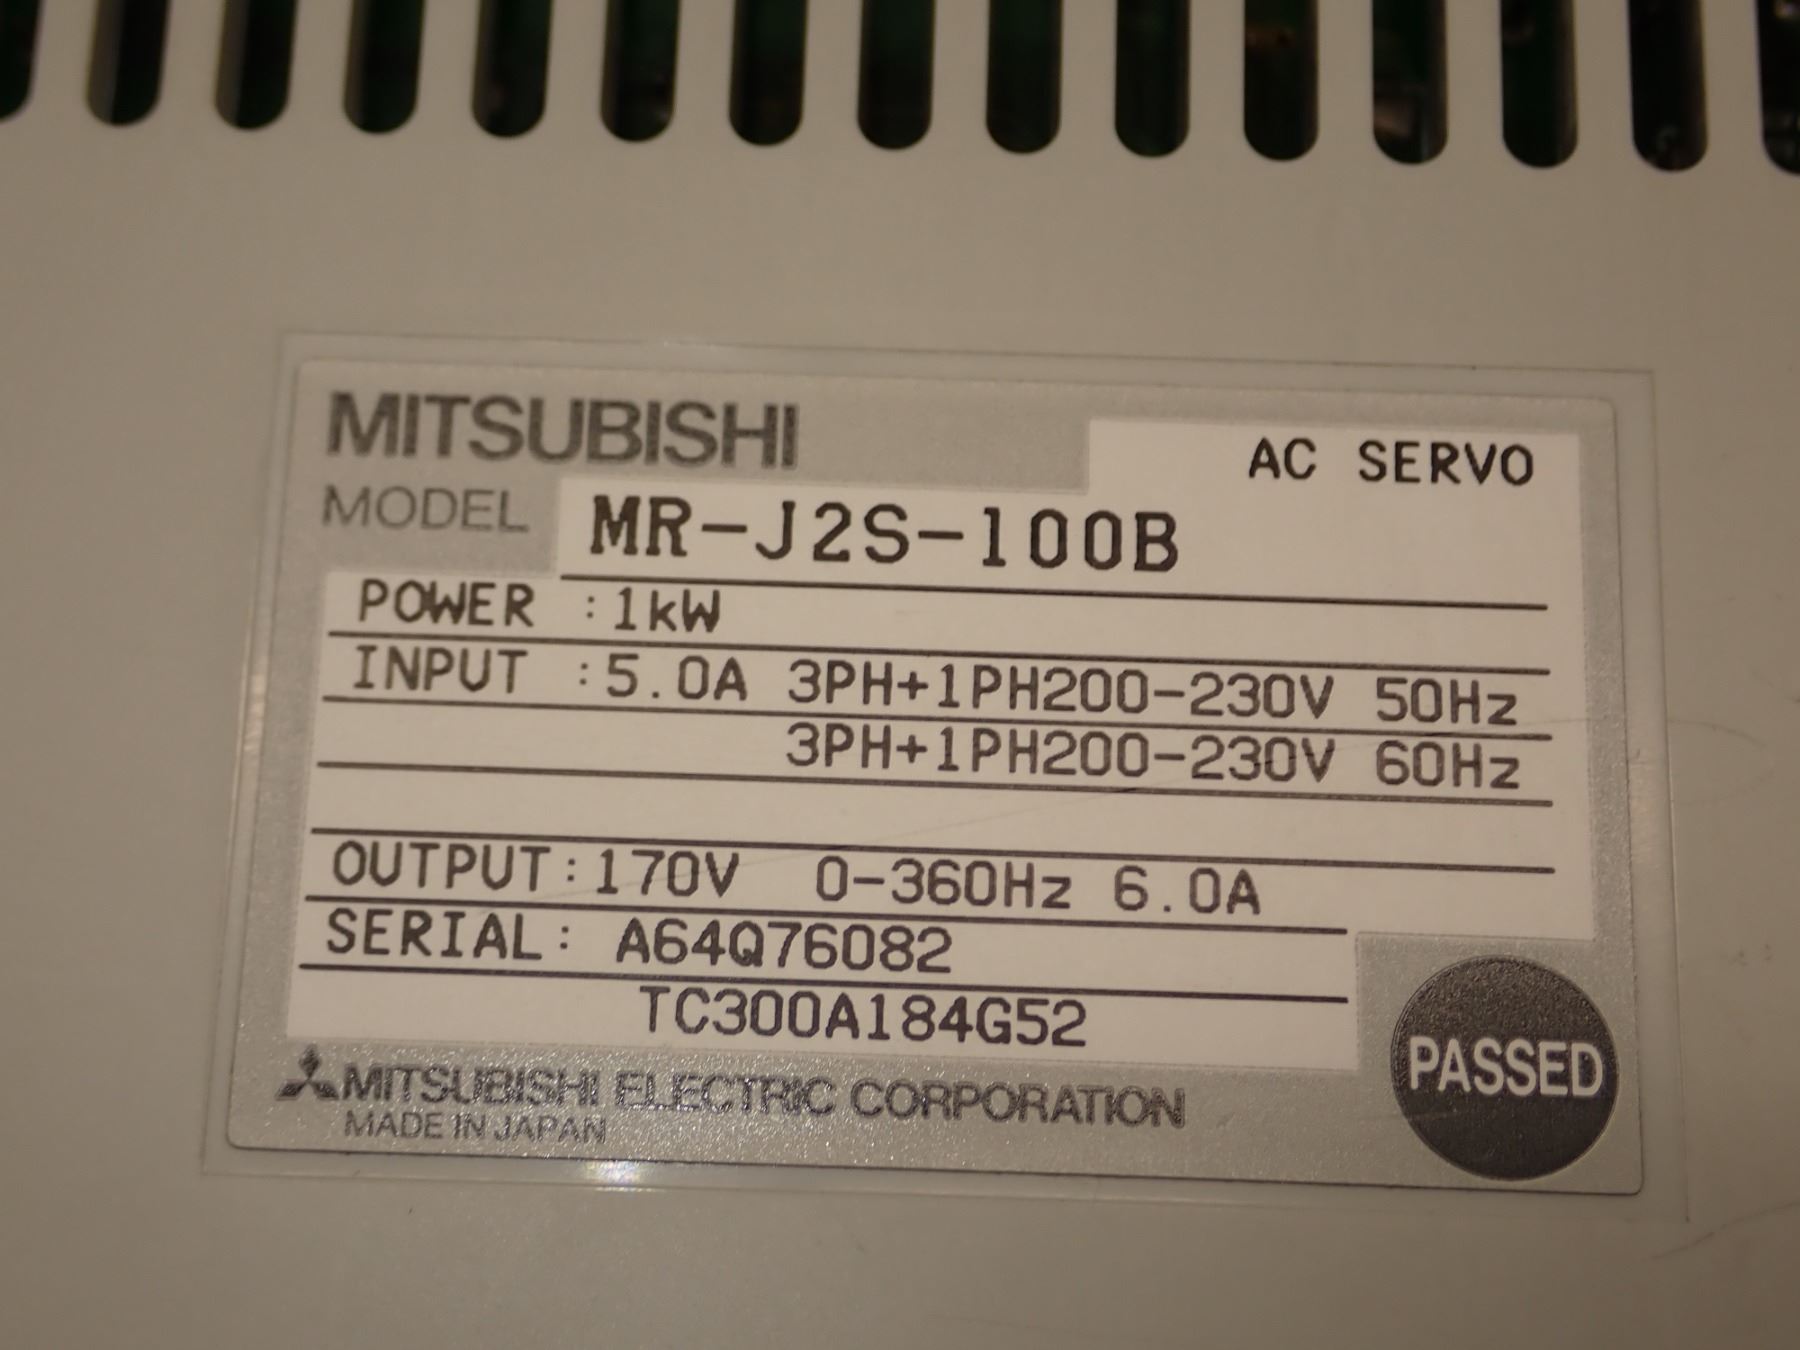 MITSUBISHI
AC SERVO
MODEL MR-J2S-100B
POWER :1kW
INPUT :5.0A 3PH+1PH200-230V 50Hz
3PH+1PH200-230V 60Hz
OUTPUT:170V 0-360Hz 6.0A
SERIAL: A64Q76082
TC300A184G52
PASSED
MITSUBISHI ELECTRIC CORPORATION
MADE IN JAPAN